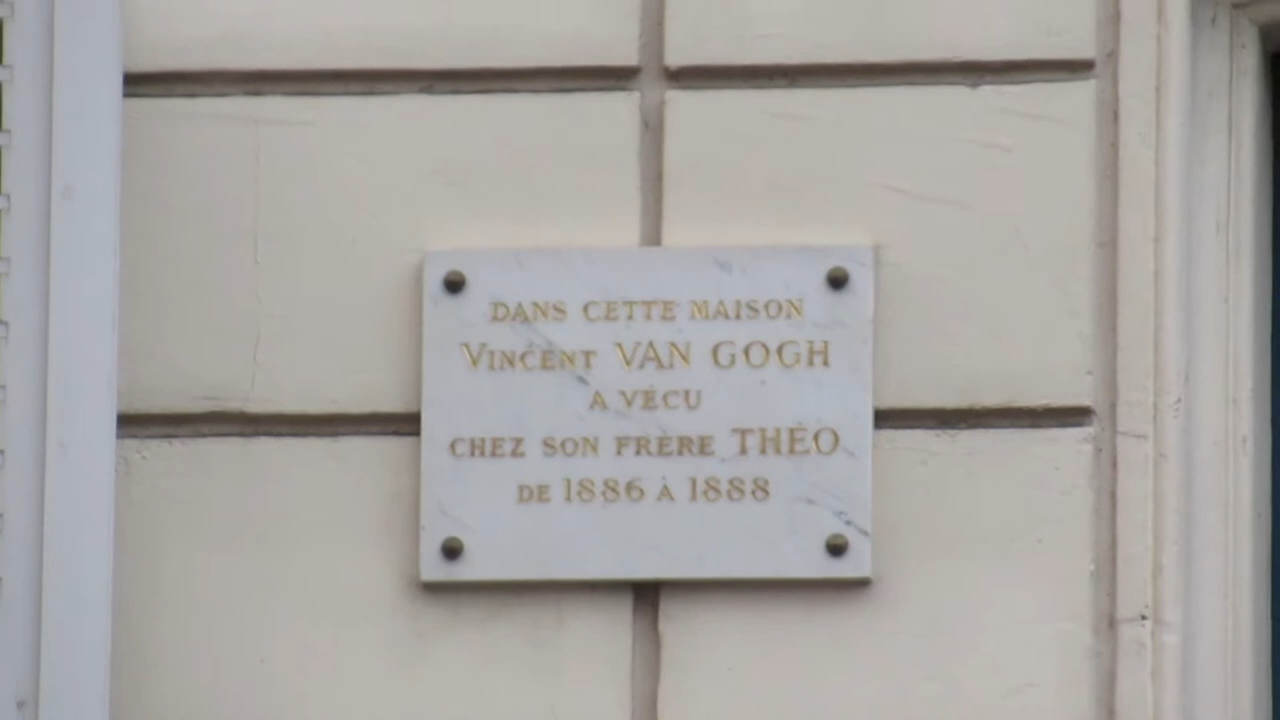 DANS CETTE MAISON
VINCENT VAN GOGH
A VÉCU
CHEZ SON FRÈRE THÉO
DE 1886 À 1888